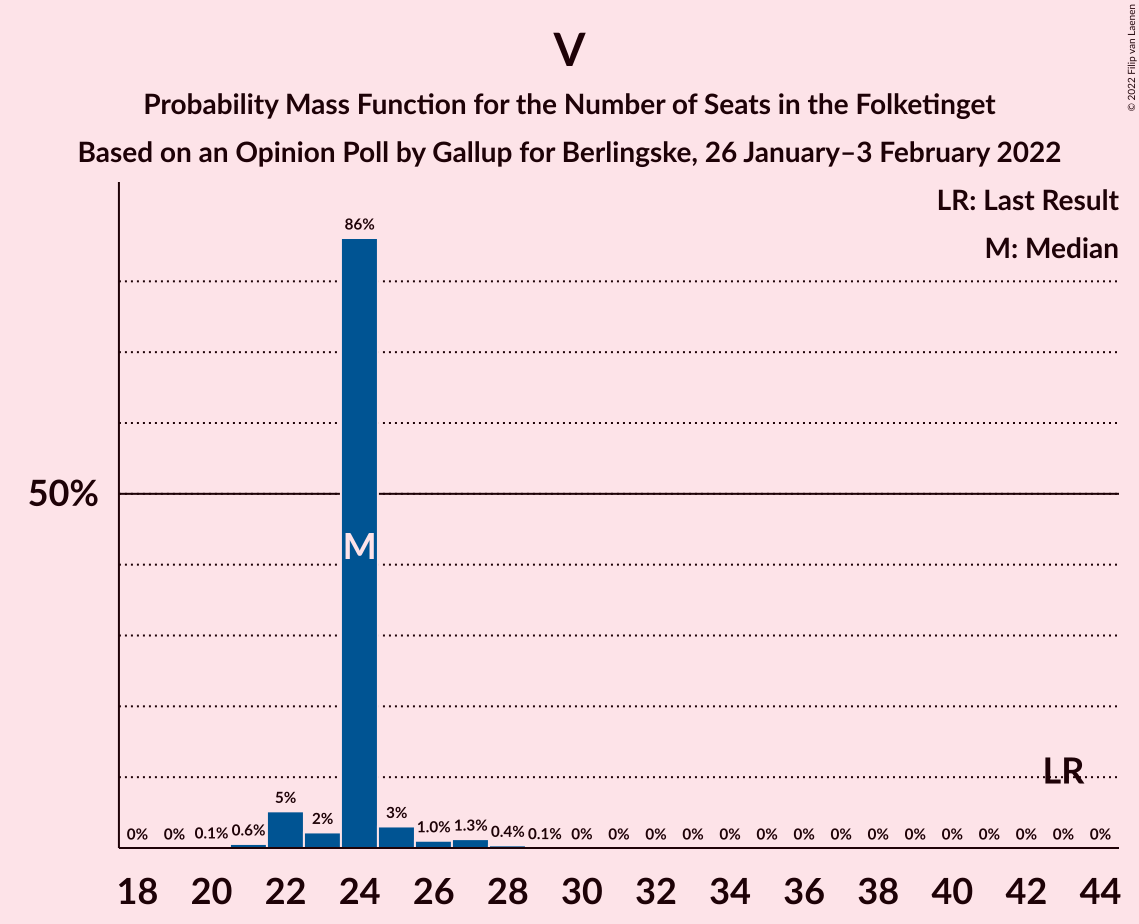 V
Probability Mass Function for the Number of Seats in the Folketinget
Based on an Opinion Poll by Gallup for Berlingske, 26 January–3 February 2022
© 2022 Filip van Laenen
LR: Last Result
M: Median
86%
50%
M
LR
5%
2%
3%
0% 0% 0.1% 0.6% 1.0% 1.3% 0.4% 0.1% 0% 0% 0% 0% 0% 0% 0% 0% 0% 0% 0% 0% 0% 0% 0%
18 20 22 24 26 28 30 32 34 36 38 40 42 44